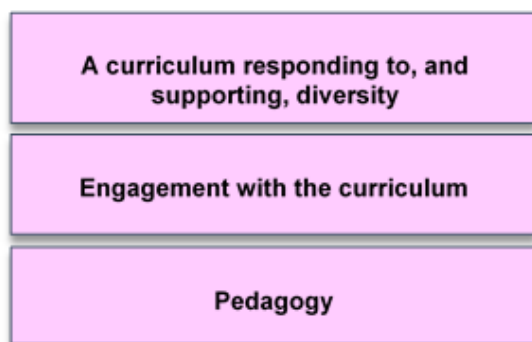 A curriculum responding to, and
supporting, diversity
Engagement with the curriculum
Pedagogy